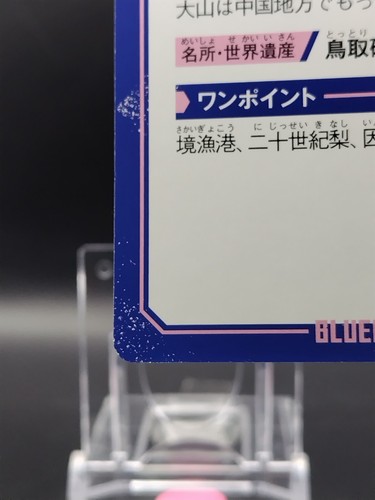 大山は中国地方でもっ
めいしょ せかいいさん
名所・世界遺産
とっとり
鳥取
ワンポイント
さかいぎょこう にじっせいきなし
境漁港、二十世紀梨、因
BLUE